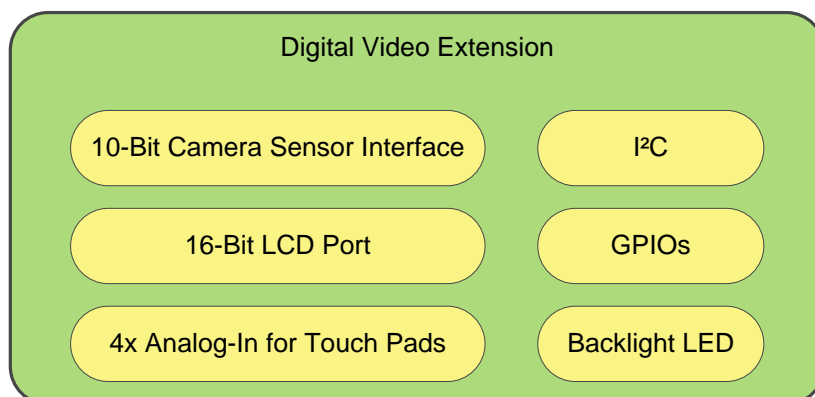 Digital Video Extension
10-Bit Camera Sensor Interface
I²C
16-Bit LCD Port
GPIOs
4x Analog-In for Touch Pads
Backlight LED